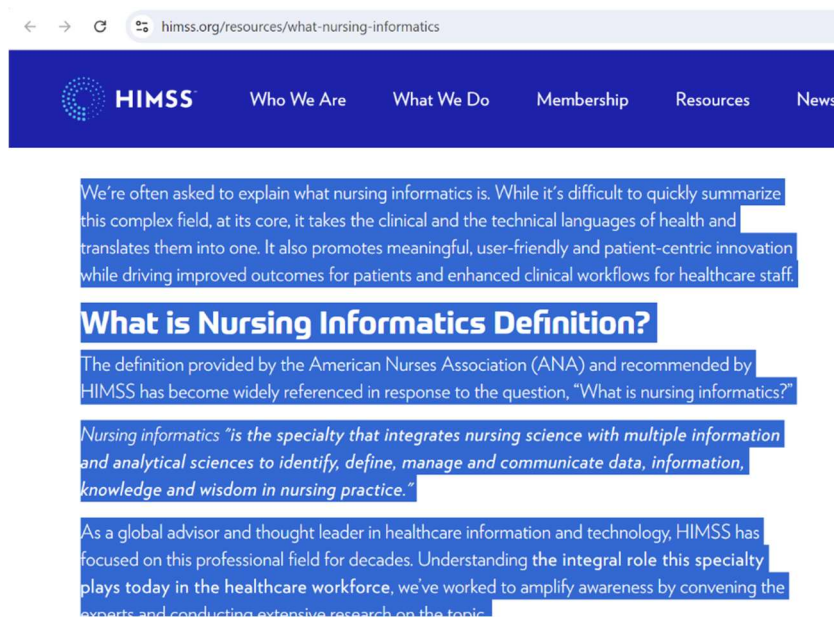 himss.org/resources/what-nursing-informatics
HIMSS Who We Are What We Do Membership Resources News
We're often asked to explain what nursing informatics is. While it's difficult to quickly summarize
this complex field, at its core, it takes the clinical and the technical languages of health and
translates them into one. It also promotes meaningful, user-friendly and patient-centric innovation
while driving improved outcomes for patients and enhanced clinical workflows for healthcare staff.
What is Nursing Informatics Definition?
The definition provided by the American Nurses Association (ANA) and recommended by
HIMSS has become widely referenced in response to the question, “What is nursing informatics?”
Nursing informatics "is the specialty that integrates nursing science with multiple information
and analytical sciences to identify, define, manage and communicate data, information,
knowledge and wisdom in nursing practice."
As a global advisor and thought leader in healthcare information and technology, HIMSS has
focused on this professional field for decades. Understanding the integral role this specialty
plays today in the healthcare workforce, we've worked to amplify awareness by convening the
experts and conducting extensive research on the topic.